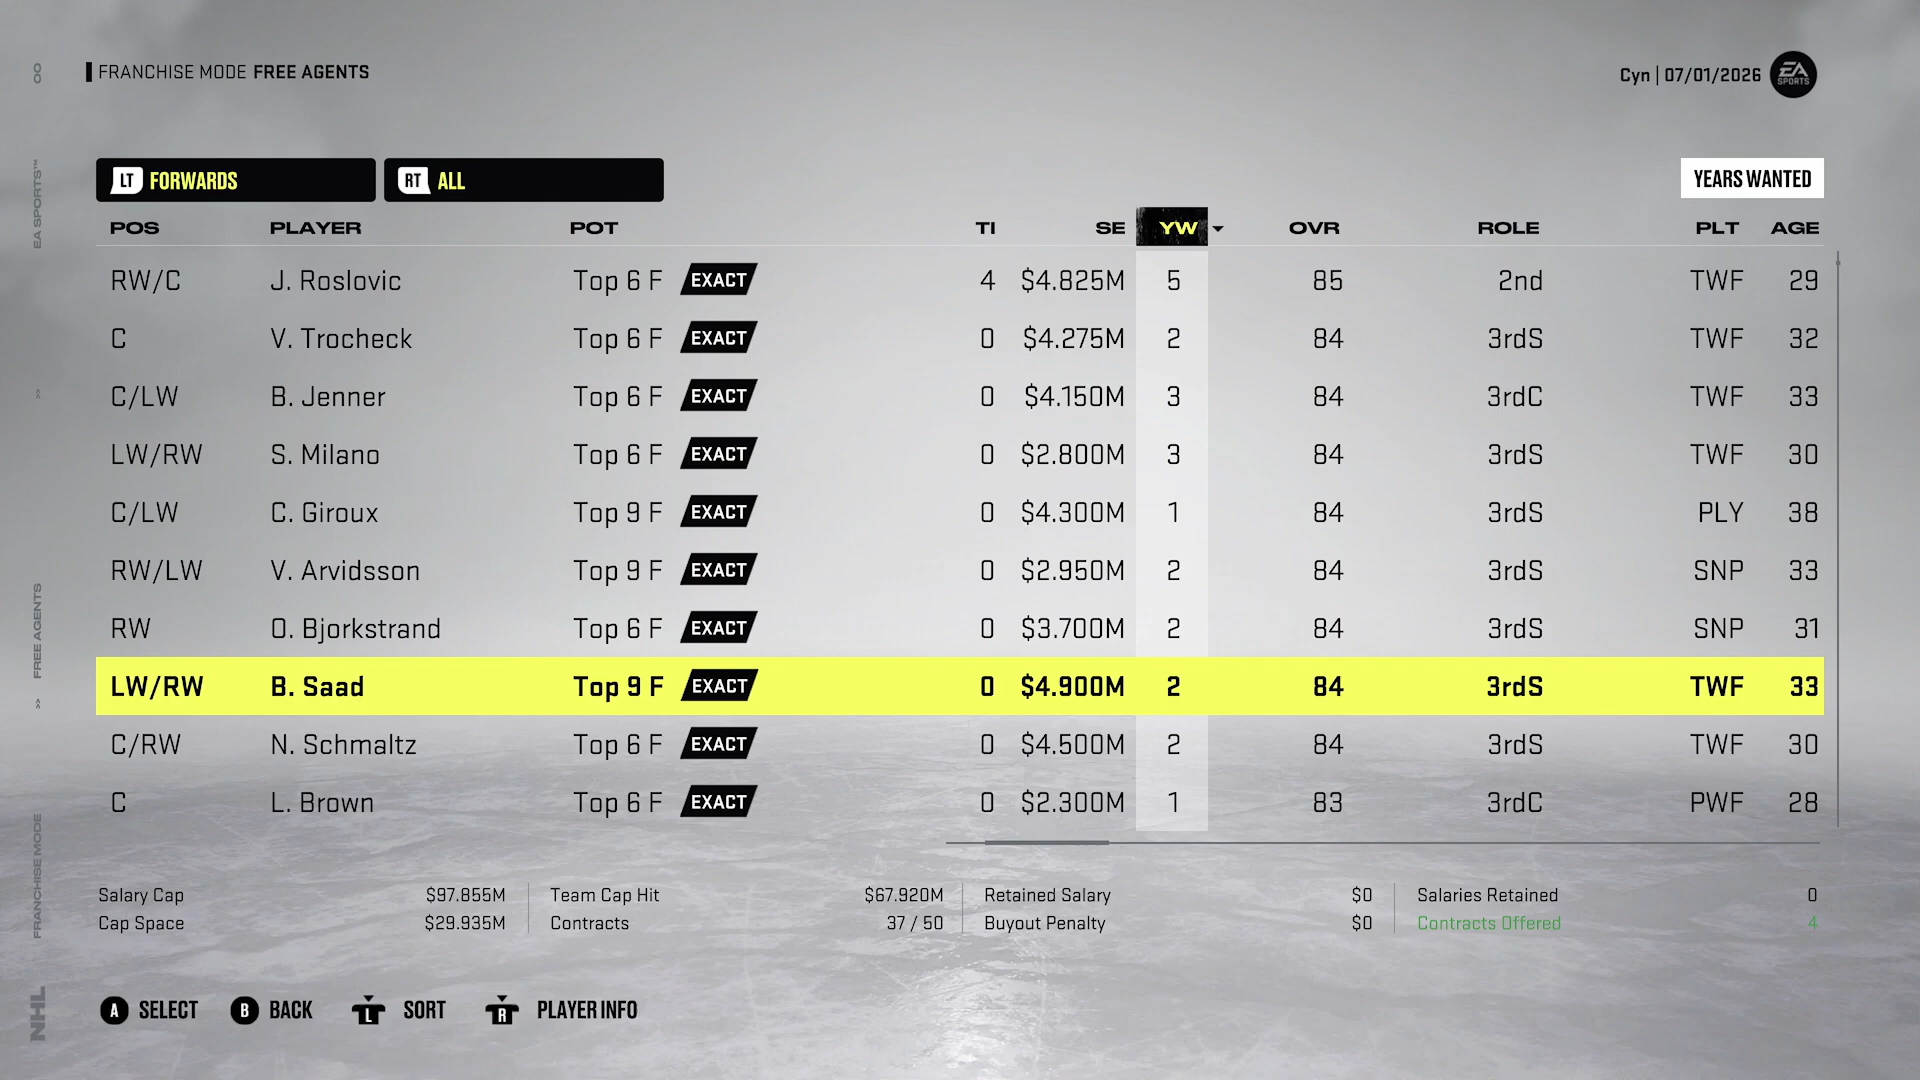 FRANCHISE MODE FREE AGENTS
Cyn | 07/01/2026
EA SPORTS
LT FORWARDS
RT ALL
YEARS WANTED
POS PLAYER POT TI SE YW OVR ROLE PLT AGE
RW/C J. Roslovic Top 6 F EXACT 4 $4.825M 5 85 2nd TWF 29
C V. Trocheck Top 6 F EXACT 0 $4.275M 2 84 3rdS TWF 32
C/LW B. Jenner Top 6 F EXACT 0 $4.150M 3 84 3rdC TWF 33
LW/RW S. Milano Top 6 F EXACT 0 $2.800M 3 84 3rdS TWF 30
C/LW C. Giroux Top 9 F EXACT 0 $4.300M 1 84 3rdS PLY 38
RW/LW V. Arvidsson Top 9 F EXACT 0 $2.950M 2 84 3rdS SNP 33
RW O. Bjorkstrand Top 6 F EXACT 0 $3.700M 2 84 3rdS SNP 31
LW/RW B. Saad Top 9 F EXACT 0 $4.900M 2 84 3rdS TWF 33
C/RW N. Schmaltz Top 6 F EXACT 0 $4.500M 2 84 3rdS TWF 30
C L. Brown Top 6 F EXACT 0 $2.300M 1 83 3rdC PWF 28
Salary Cap $97.855M Team Cap Hit $67.920M Retained Salary $0 Salaries Retained 0
Cap Space $29.935M Contracts 37 / 50 Buyout Penalty $0 Contracts Offered 4
A SELECT B BACK L SORT R PLAYER INFO
NHL FRANCHISE MODE >> FREE AGENTS >> EA SPORTS™